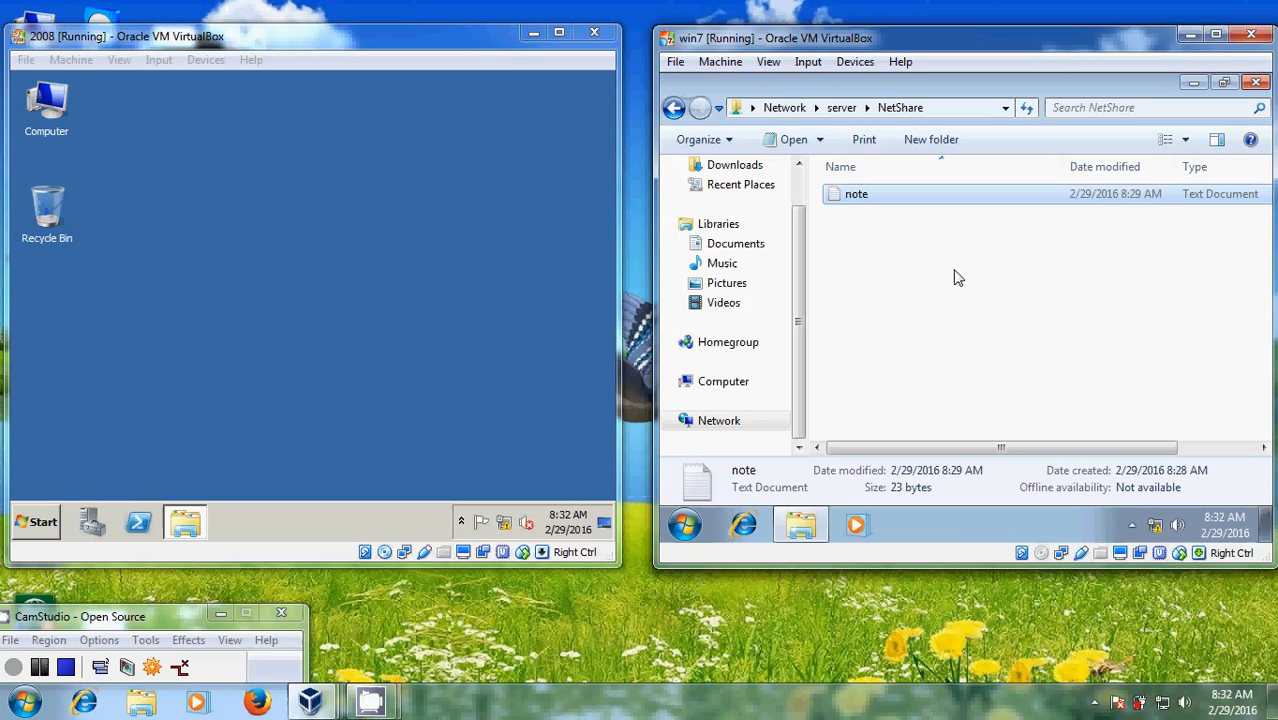 2008 [Running] - Oracle VM VirtualBox
File Machine View Input Devices Help
Computer
Recycle Bin
Start
8:32 AM
2/29/2016
Right Ctrl
win7 [Running] - Oracle VM VirtualBox
File Machine View Input Devices Help
Network server NetShare
Search NetShare
Organize Open Print New folder
Name Date modified Type
note 2/29/2016 8:29 AM Text Document
Downloads
Recent Places
Libraries
Documents
Music
Pictures
Videos
Homegroup
Computer
Network
note Date modified: 2/29/2016 8:29 AM Date created: 2/29/2016 8:28 AM
Text Document Size: 23 bytes Offline availability: Not available
8:32 AM
2/29/2016
Right Ctrl
CamStudio - Open Source
File Region Options Tools Effects View Help
8:32 AM
2/29/2016